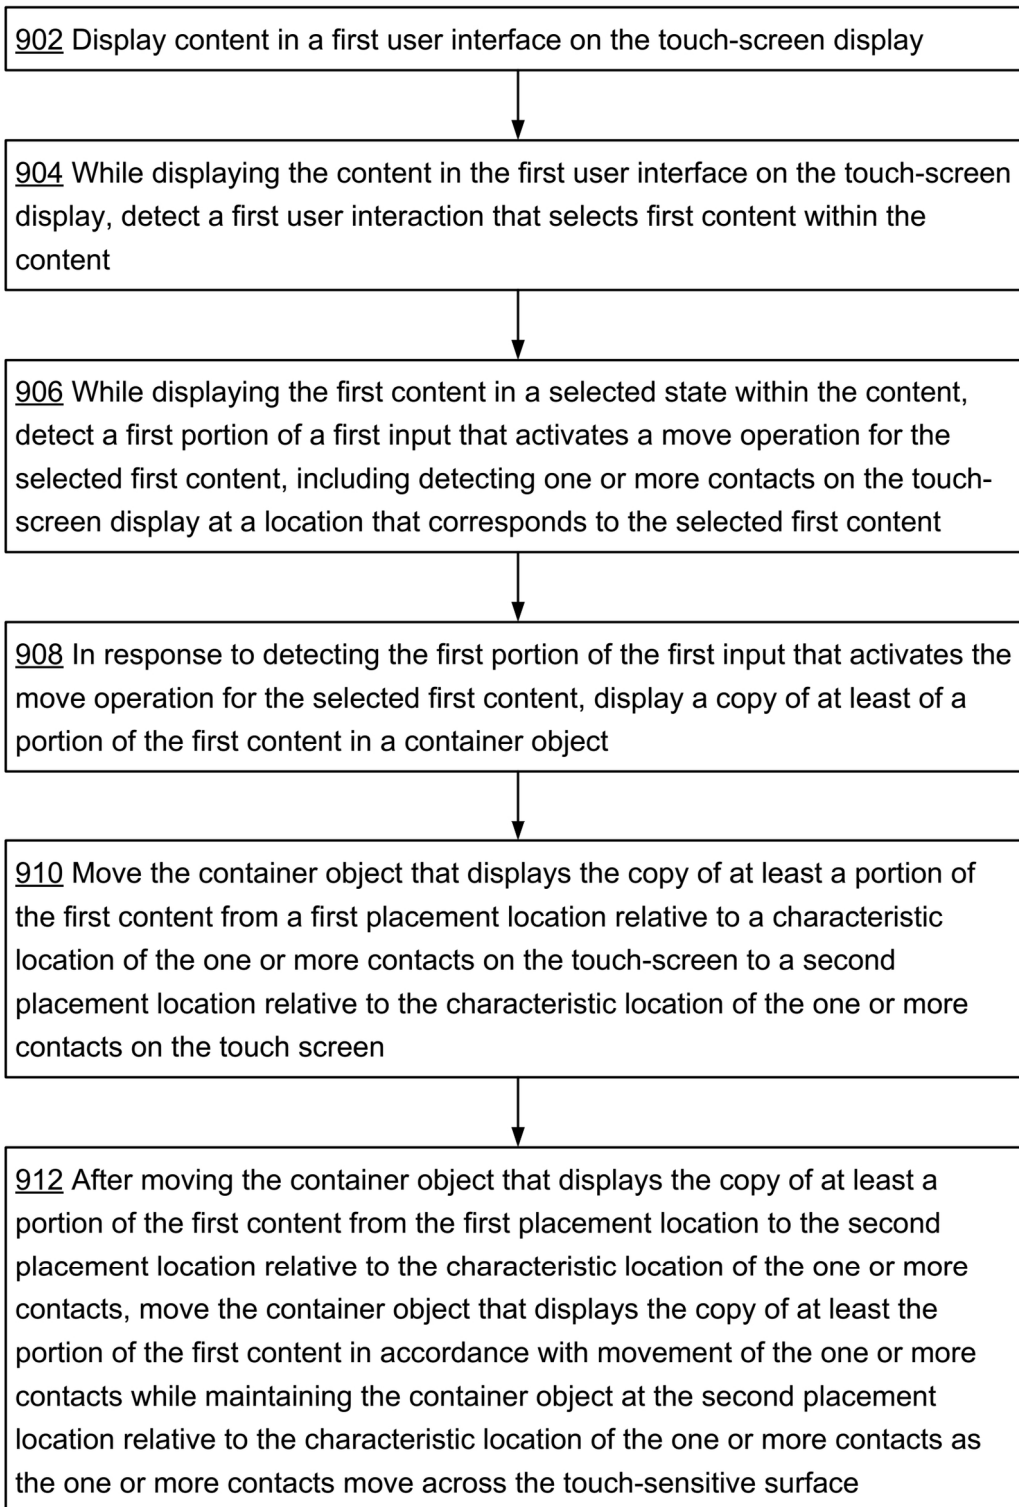 902 Display content in a first user interface on the touch-screen display
904 While displaying the content in the first user interface on the touch-screen
display, detect a first user interaction that selects first content within the
content
906 While displaying the first content in a selected state within the content,
detect a first portion of a first input that activates a move operation for the
selected first content, including detecting one or more contacts on the touch-
screen display at a location that corresponds to the selected first content
908 In response to detecting the first portion of the first input that activates the
move operation for the selected first content, display a copy of at least of a
portion of the first content in a container object
910 Move the container object that displays the copy of at least a portion of
the first content from a first placement location relative to a characteristic
location of the one or more contacts on the touch-screen to a second
placement location relative to the characteristic location of the one or more
contacts on the touch screen
912 After moving the container object that displays the copy of at least a
portion of the first content from the first placement location to the second
placement location relative to the characteristic location of the one or more
contacts, move the container object that displays the copy of at least the
portion of the first content in accordance with movement of the one or more
contacts while maintaining the container object at the second placement
location relative to the characteristic location of the one or more contacts as
the one or more contacts move across the touch-sensitive surface